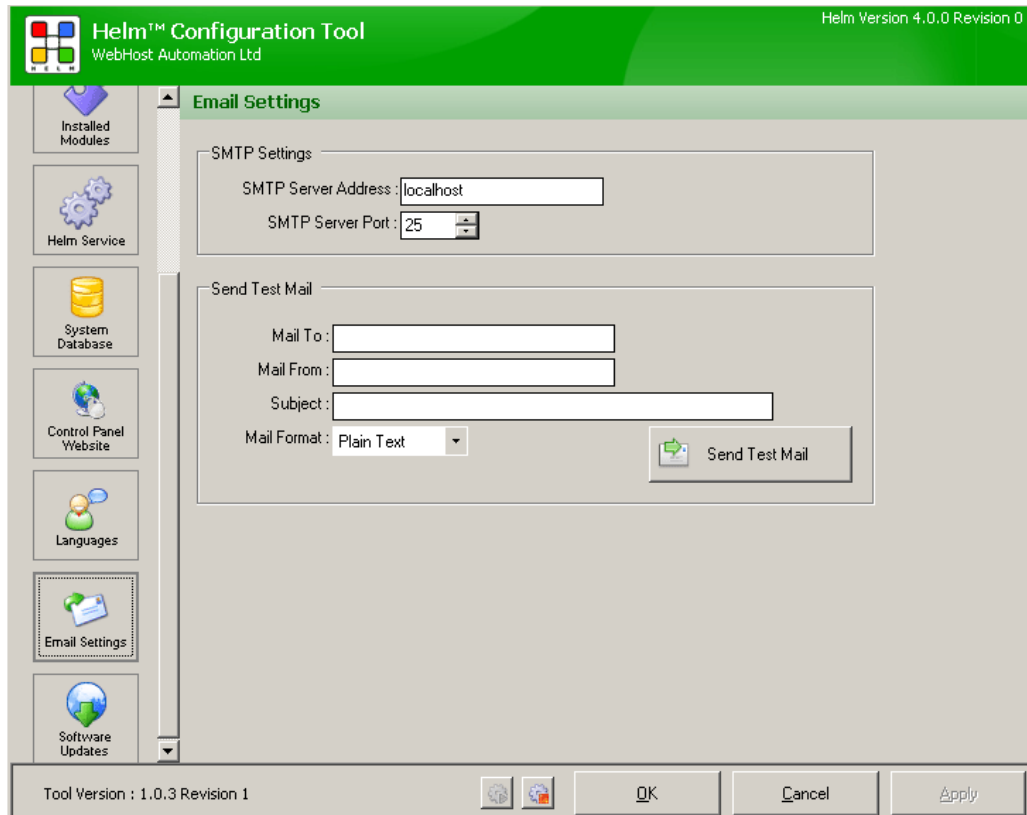 Helm™ Configuration Tool
WebHost Automation Ltd
Helm Version 4.0.0 Revision 0
HELM
Installed
Modules
Helm Service
System
Database
Control Panel
Website
Languages
Email Settings
Software
Updates
Email Settings
SMTP Settings
SMTP Server Address : localhost
SMTP Server Port : 25
Send Test Mail
Mail To :
Mail From :
Subject :
Mail Format : Plain Text
Send Test Mail
Tool Version : 1.0.3 Revision 1
OK
Cancel
Apply